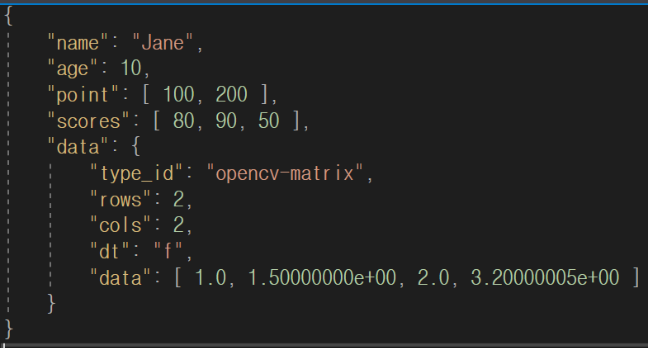 {
"name": "Jane",
"age": 10,
"point": [ 100, 200 ],
"scores": [ 80, 90, 50 ],
"data": {
"type_id": "opencv-matrix",
"rows": 2,
"cols": 2,
"dt": "f",
"data": [ 1.0, 1.50000000e+00, 2.0, 3.20000005e+00 ]
}
}